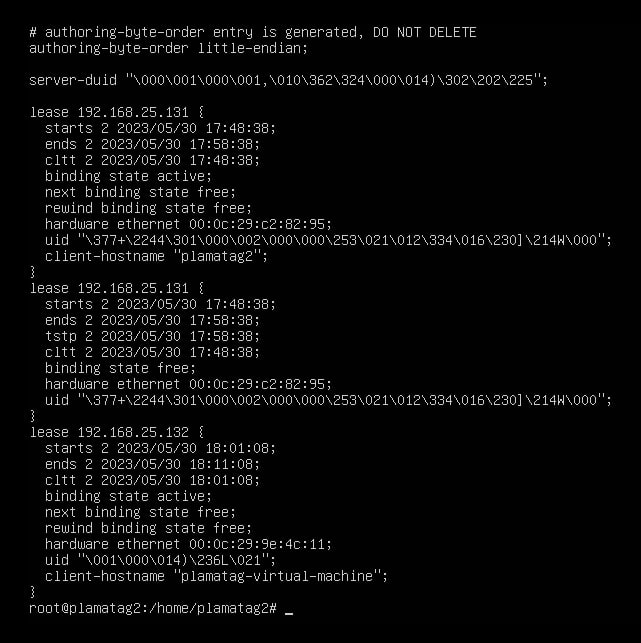 # authoring-byte-order entry is generated, DO NOT DELETE
authoring-byte-order little-endian;

server-duid "\000\001\000\001,\010\362\324\000\014)\302\202\225";

lease 192.168.25.131 {
  starts 2 2023/05/30 17:48:38;
  ends 2 2023/05/30 17:58:38;
  cltt 2 2023/05/30 17:48:38;
  binding state active;
  next binding state free;
  rewind binding state free;
  hardware ethernet 00:0c:29:c2:82:95;
  uid "\377+\2244\301\000\002\000\000\253\021\012\334\016\230]\214W\000";
  client-hostname "plamatag2";
}
lease 192.168.25.131 {
  starts 2 2023/05/30 17:48:38;
  ends 2 2023/05/30 17:58:38;
  tstp 2 2023/05/30 17:58:38;
  cltt 2 2023/05/30 17:48:38;
  binding state free;
  hardware ethernet 00:0c:29:c2:82:95;
  uid "\377+\2244\301\000\002\000\000\253\021\012\334\016\230]\214W\000";
}
lease 192.168.25.132 {
  starts 2 2023/05/30 18:01:08;
  ends 2 2023/05/30 18:11:08;
  cltt 2 2023/05/30 18:01:08;
  binding state active;
  next binding state free;
  rewind binding state free;
  hardware ethernet 00:0c:29:9e:4c:11;
  uid "\001\000\014)\236L\021";
  client-hostname "plamatag-virtual-machine";
}
root@plamatag2:/home/plamatag2# _